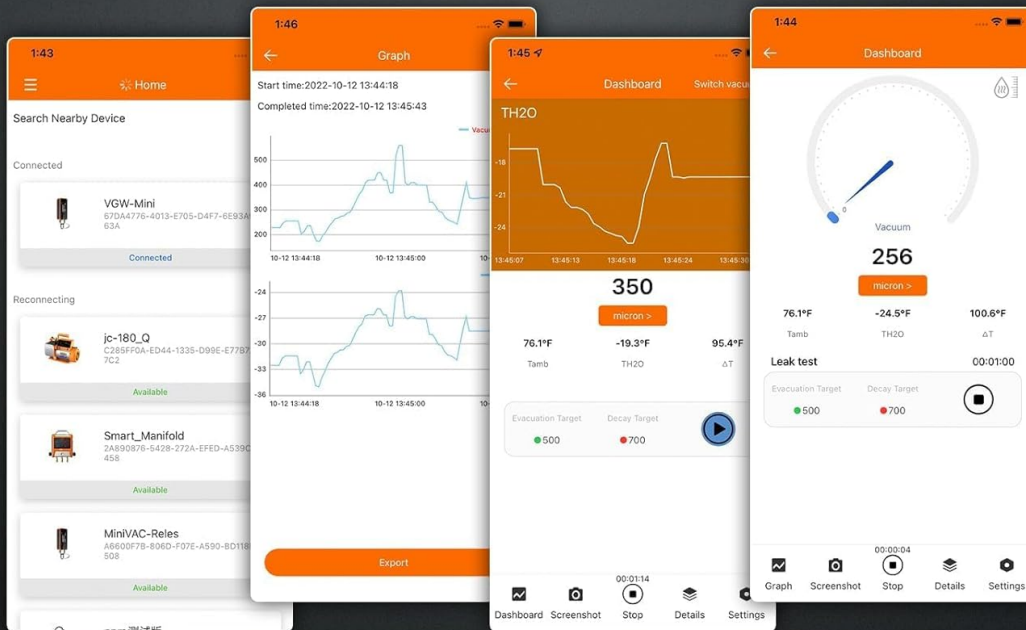 1:43
Home
Search Nearby Device
Connected
VGW-Mini
67DA4776-4013-E705-D4F7-6E93A
63A
Connected
Reconnecting
jc-180_Q
C285FF0A-ED44-1335-D99E-E77B7
7C2
Available
Smart_Manifold
2A890876-5428-272A-EFED-A539C
458
Available
MiniVAC-Reles
A6600F7B-806D-F07E-A590-BD118
508
Available
1:46
Graph
Start time:2022-10-12 13:44:18
Completed time:2022-10-12 13:45:43
Vacu
500
400
300
200
10-12 13:44:18 10-12 13:45:00 10-
-24
-27
-30
-33
-36
10-12 13:44:18 10-12 13:45:00 10-
Export
1:45
Dashboard Switch vacu
TH2O
-18
-21
-24
13:45:07 13:45:13 13:45:18 13:45:24 13:45:30
350
micron >
76.1°F -19.3°F 95.4°F
Tamb TH2O ΔT
Evacuation Target Decay Target
500 700
00:01:14
Dashboard Screenshot Stop Details Settings
1:44
Dashboard
0
Vacuum
256
micron >
76.1°F -24.5°F 100.6°F
Tamb TH2O ΔT
Leak test 00:01:00
Evacuation Target Decay Target
500 700
00:00:04
Graph Screenshot Stop Details Settings